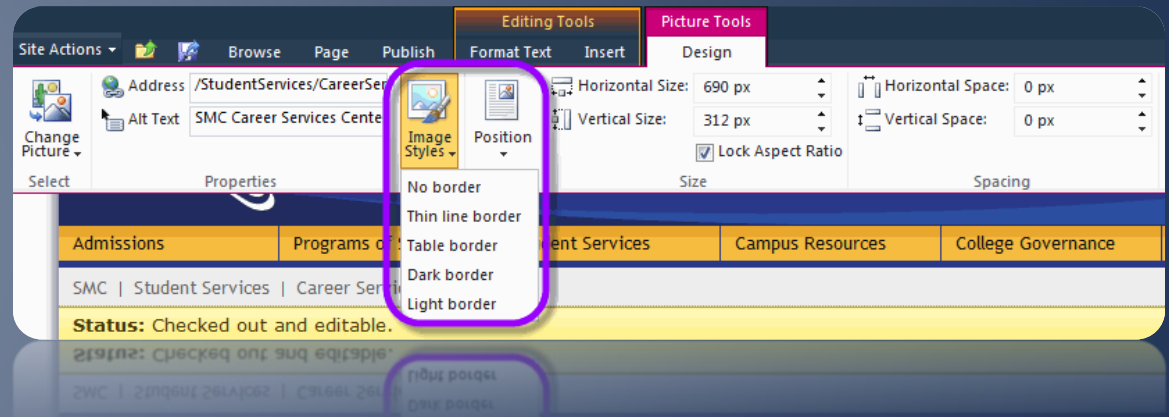 Editing Tools Picture Tools
Site Actions Browse Page Publish Format Text Insert Design
Address /StudentServices/CareerSer Horizontal Size: 690 px Horizontal Space: 0 px
Alt Text SMC Career Services Cente Vertical Size: 312 px Vertical Space: 0 px
Change Picture Image Styles Position
Lock Aspect Ratio
Select Properties Size Spacing
No border
Thin line border
Table border
Dark border
Light border
Admissions Programs of ent Services Campus Resources College Governance
SMC | Student Services | Career Servi
Status: Checked out and editable.